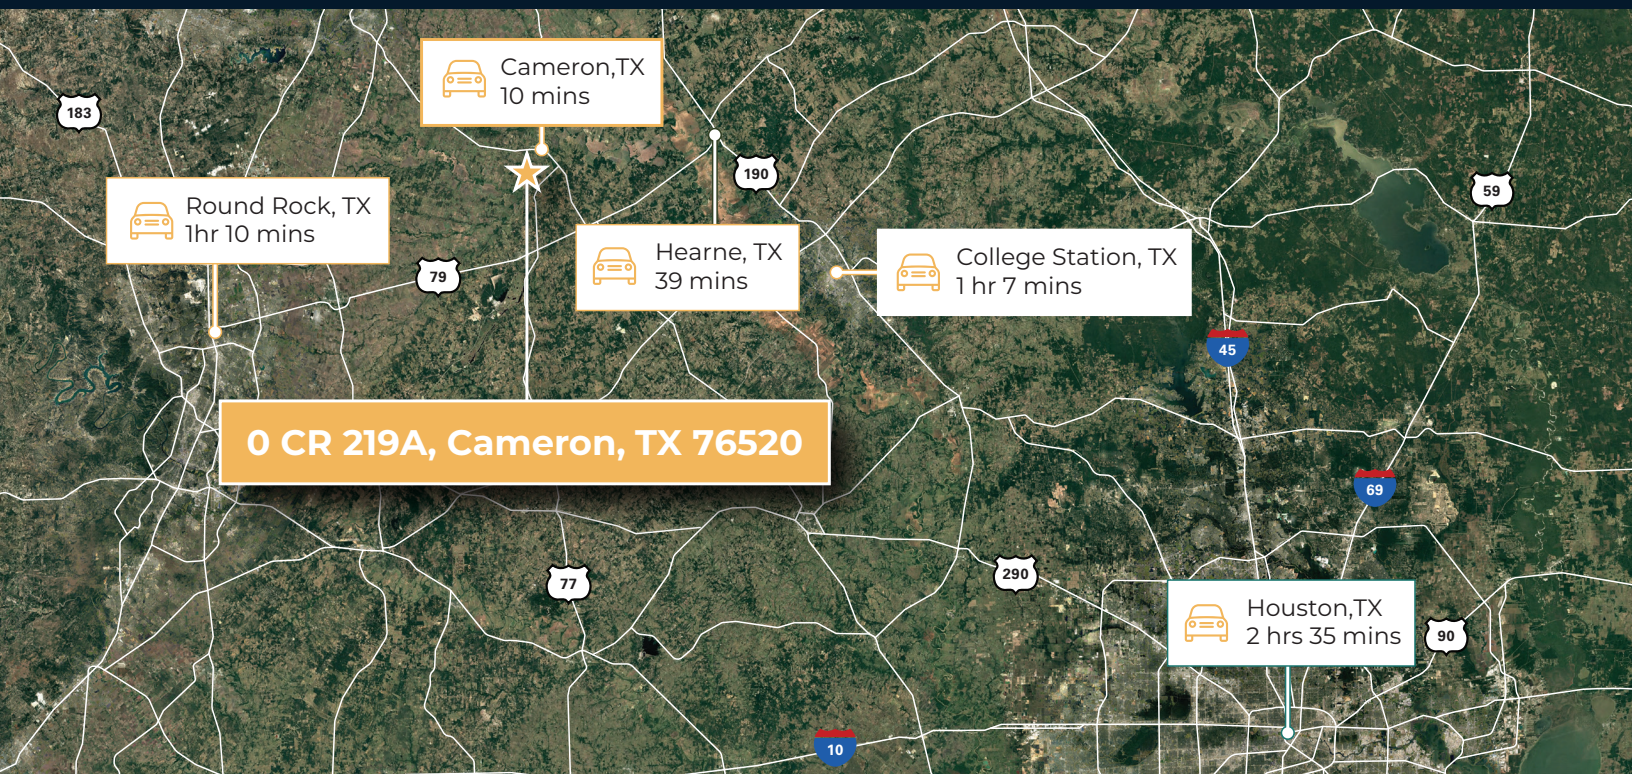 Cameron,TX
10 mins
183
190
59
Round Rock, TX
1hr 10 mins
Hearne, TX
39 mins
College Station, TX
1 hr 7 mins
79
45
0 CR 219A, Cameron, TX 76520
69
77
290
Houston,TX
2 hrs 35 mins
90
10